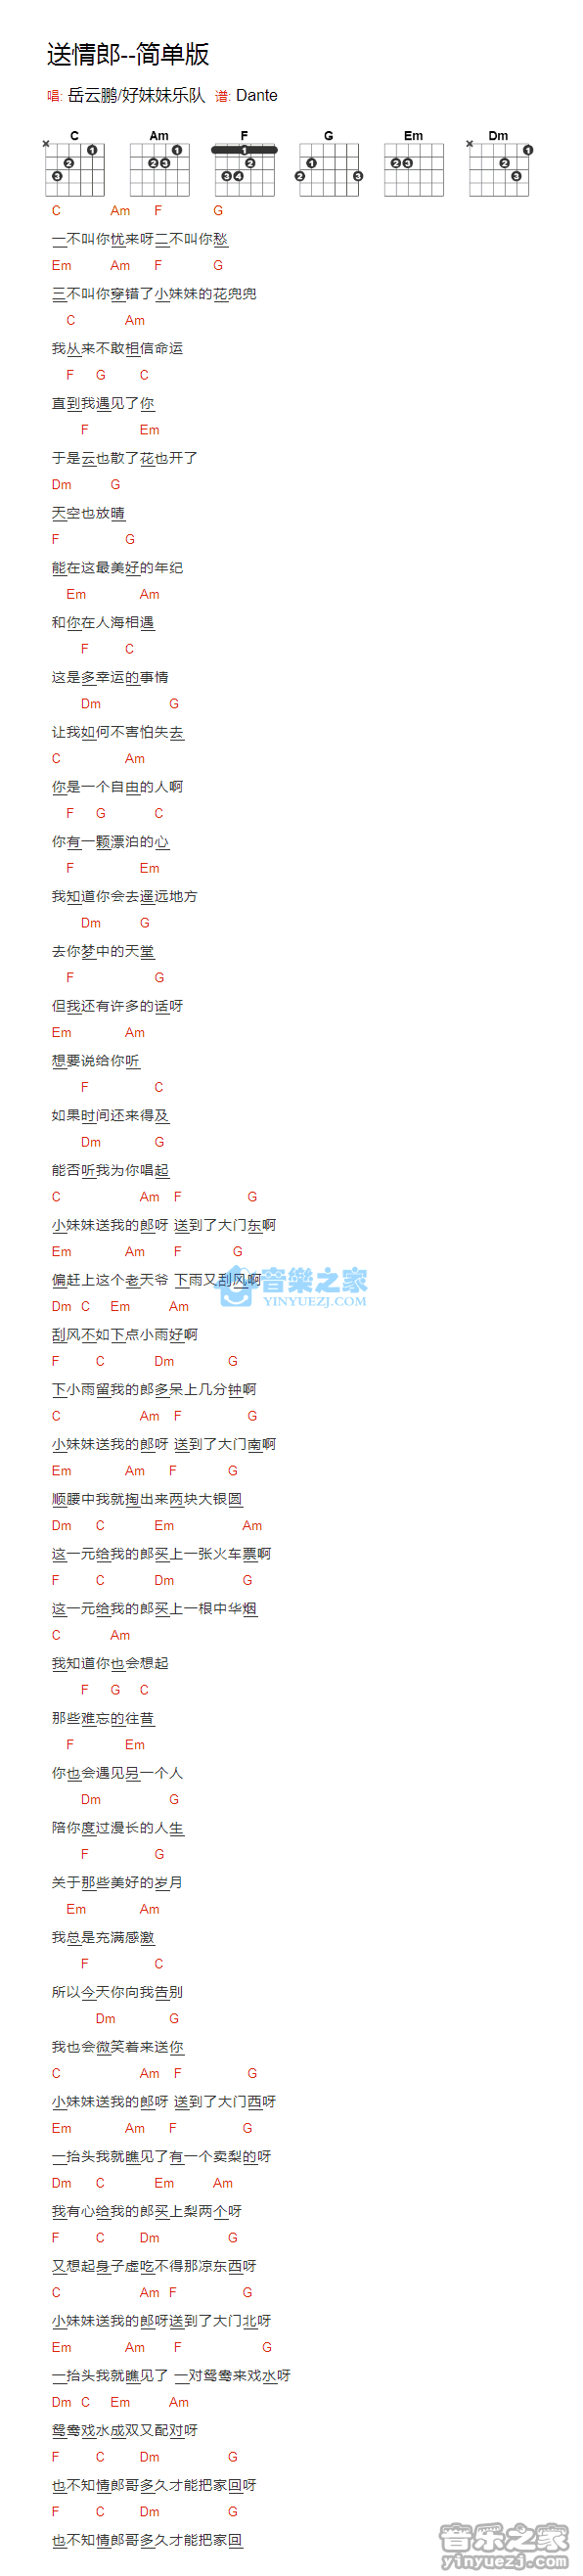 送情郎--简单版
唱: 岳云鹏/好妹妹乐队 谱: Dante
C Am F G Em Dm
C Am F G
一不叫你忧来呀二不叫你愁
Em Am F G
三不叫你穿错了小妹妹的花兜兜
C Am
我从来不敢相信命运
F G C
直到我遇见了你
F Em
于是云也散了花也开了
Dm G
天空也放晴
F G
能在这最美好的年纪
Em Am
和你在人海相遇
F C
这是多幸运的事情
Dm G
让我如何不害怕失去
C Am
你是一个自由的人啊
F G C
你有一颗漂泊的心
F Em
我知道你会去遥远地方
Dm G
去你梦中的天堂
F G
但我还有许多的话呀
Em Am
想要说给你听
F C
如果时间还来得及
Dm G
能否听我为你唱起
C Am F G
小妹妹送我的郎呀 送到了大门东啊
Em Am F G
偏赶上这个老天爷 下雨又刮风啊
音樂之家
YINYUEZJ.COM
Dm C Em Am
刮风不如下点小雨好啊
F C Dm G
下小雨留我的郎多呆上几分钟啊
C Am F G
小妹妹送我的郎呀 送到了大门南啊
Em Am F G
顺腰中我就掏出来两块大银圆
Dm C Em Am
这一元给我的郎买上一张火车票啊
F C Dm G
这一元给我的郎买上一根中华烟
C Am
我知道你也会想起
F G C
那些难忘的往昔
F Em
你也会遇见另一个人
Dm G
陪你度过漫长的人生
F G
关于那些美好的岁月
Em Am
我总是充满感激
F C
所以今天你向我告别
Dm G
我也会微笑着来送你
C Am F G
小妹妹送我的郎呀 送到了大门西呀
Em Am F G
一抬头我就瞧见了有一个卖梨的呀
Dm C Em Am
我有心给我的郎买上梨两个呀
F C Dm G
又想起身子虚吃不得那凉东西呀
C Am F G
小妹妹送我的郎呀送到了大门北呀
Em Am F G
一抬头我就瞧见了 一对鸳鸯来戏水呀
Dm C Em Am
鸳鸯戏水成双又配对呀
F C Dm G
也不知情郎哥多久才能把家回呀
F C Dm G
也不知情郎哥多久才能把家回
音乐之家
yinyuezj.com